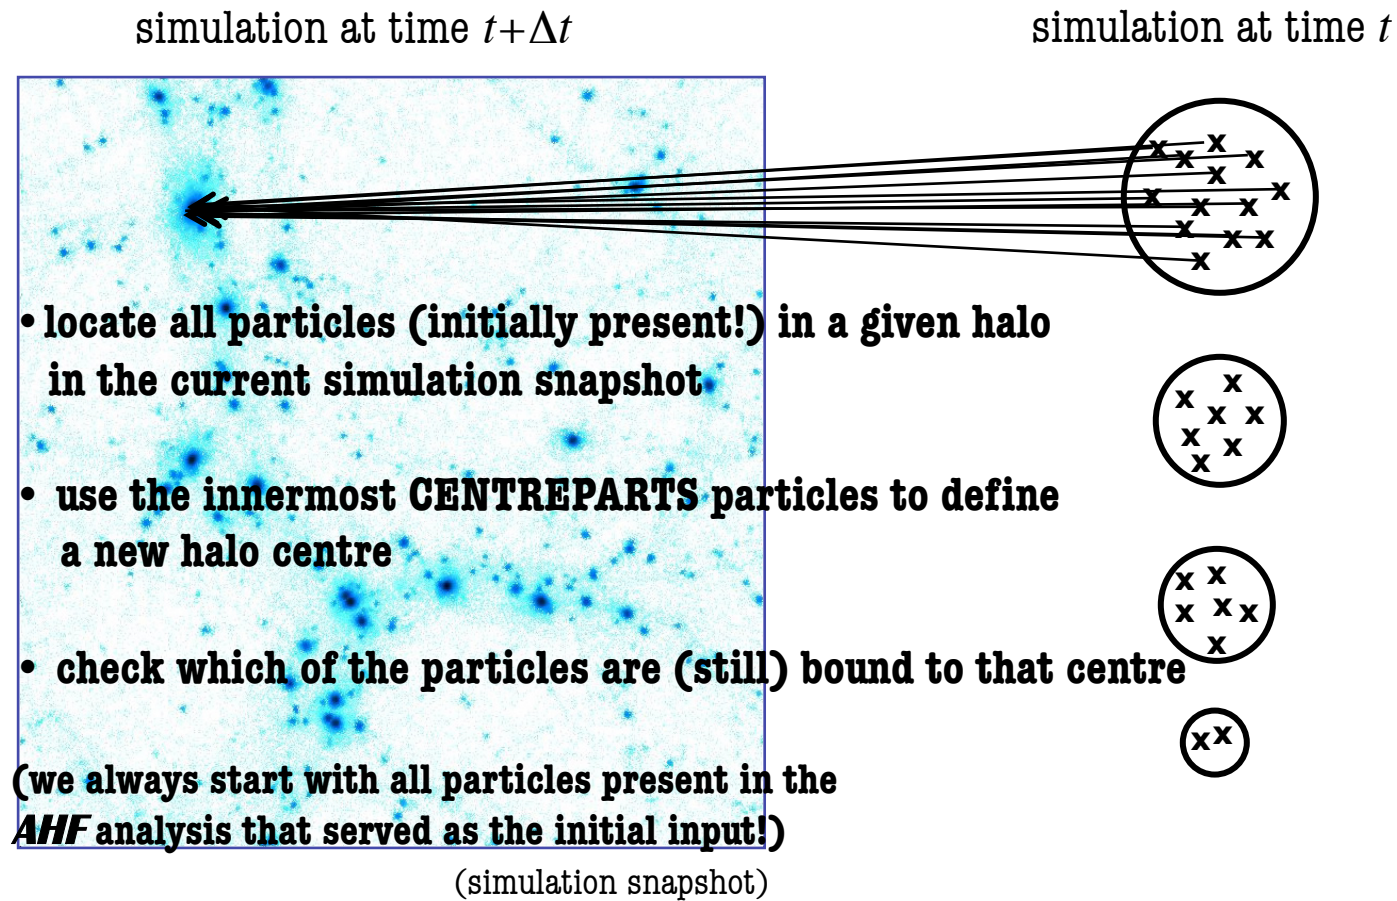 simulation at time t+Δt
simulation at time t
• locate all particles (initially present!) in a given halo
in the current simulation snapshot
• use the innermost CENTREPARTS particles to define
a new halo centre
• check which of the particles are (still) bound to that centre
(we always start with all particles present in the
AHF analysis that served as the initial input!)
(simulation snapshot)